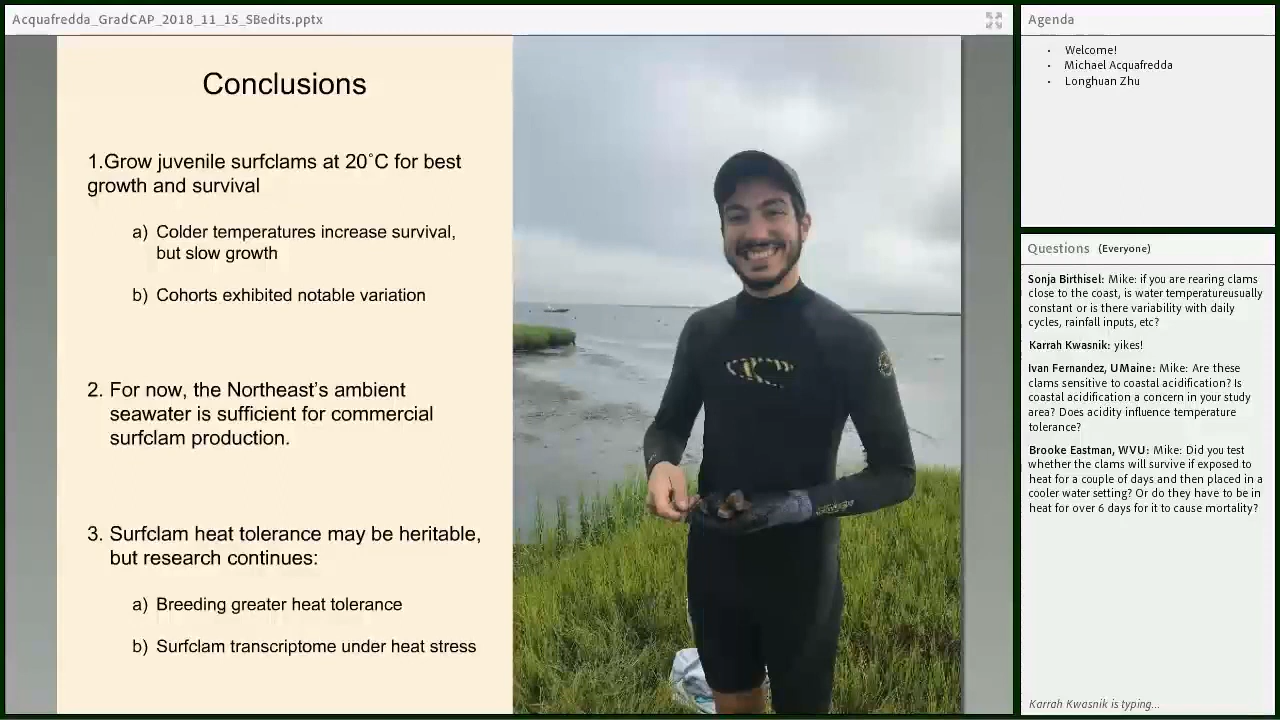 Acquafredda_GradCAP_2018_11_15_SBedits.pptx
Conclusions
1.Grow juvenile surfclams at 20˚C for best
growth and survival
a) Colder temperatures increase survival,
but slow growth
b) Cohorts exhibited notable variation
2. For now, the Northeast’s ambient
seawater is sufficient for commercial
surfclam production.
3. Surfclam heat tolerance may be heritable,
but research continues:
a) Breeding greater heat tolerance
b) Surfclam transcriptome under heat stress
Agenda
• Welcome!
• Michael Acquafredda
• Longhuan Zhu
Questions (Everyone)
Sonja Birthisel: Mike: if you are rearing clams
close to the coast, is water temperatureusually
constant or is there variability with daily
cycles, rainfall inputs, etc?
Karrah Kwasnik: yikes!
Ivan Fernandez, UMaine: Mike: Are these
clams sensitive to coastal acidification? Is
coastal acidification a concern in your study
area? Does acidity influence temperature
tolerance?
Brooke Eastman, WVU: Mike: Did you test
whether the clams will survive if exposed to
heat for a couple of days and then placed in a
cooler water setting? Or do they have to be in
heat for over 6 days for it to cause mortality?
Karrah Kwasnik is typing...